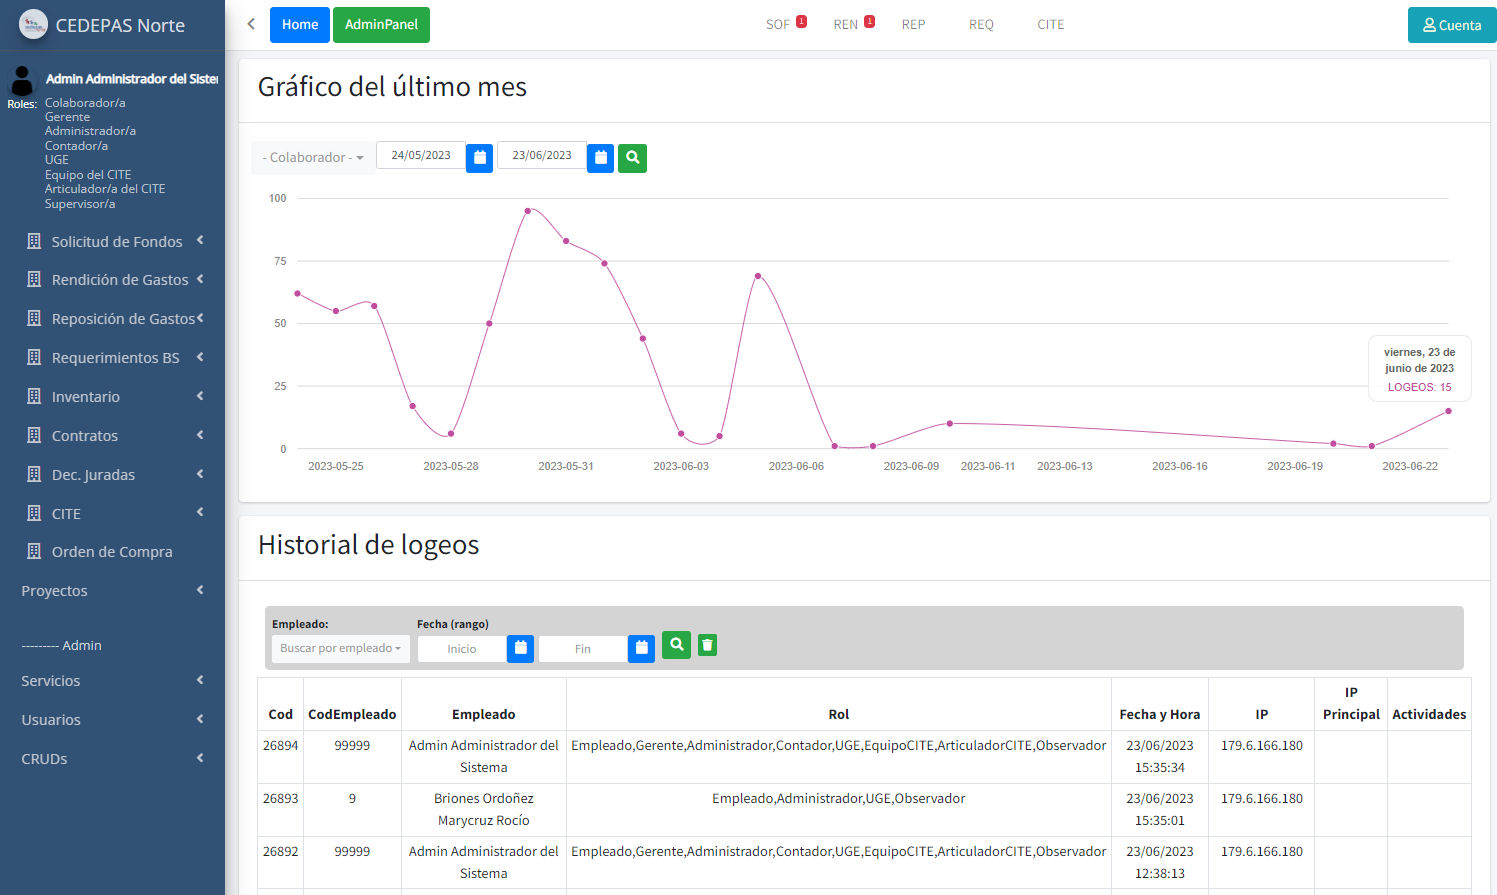 CEDEPAS Norte
Home
AdminPanel
SOF 1
REN 1
REP
REQ
CITE
Cuenta
Admin Administrador del Sister
Roles:
Colaborador/a
Gerente
Administrador/a
Contador/a
UGE
Equipo del CITE
Articulador/a del CITE
Supervisor/a
Solicitud de Fondos
Rendición de Gastos
Reposición de Gastos
Requerimientos BS
Inventario
Contratos
Dec. Juradas
CITE
Orden de Compra
Proyectos
--------- Admin
Servicios
Usuarios
CRUDs
Gráfico del último mes
- Colaborador -
24/05/2023
23/06/2023
100
75
50
25
0
viernes, 23 de
junio de 2023
LOGEOS: 15
2023-05-25
2023-05-28
2023-05-31
2023-06-03
2023-06-06
2023-06-09
2023-06-11
2023-06-13
2023-06-16
2023-06-19
2023-06-22
Historial de logeos
Empleado:
Fecha (rango)
Buscar por empleado
Inicio
Fin
Cod CodEmpleado Empleado Rol Fecha y Hora IP IP Principal Actividades
26894 99999 Admin Administrador del Empleado,Gerente,Administrador,Contador,UGE,EquipoCITE,ArticuladorCITE,Observador 23/06/2023 179.6.166.180
Sistema 15:35:34
26893 9 Briones Ordoñez Empleado,Administrador,UGE,Observador 23/06/2023 179.6.166.180
Marycruz Rocío 15:35:01
26892 99999 Admin Administrador del Empleado,Gerente,Administrador,Contador,UGE,EquipoCITE,ArticuladorCITE,Observador 23/06/2023 179.6.166.180
Sistema 12:38:13